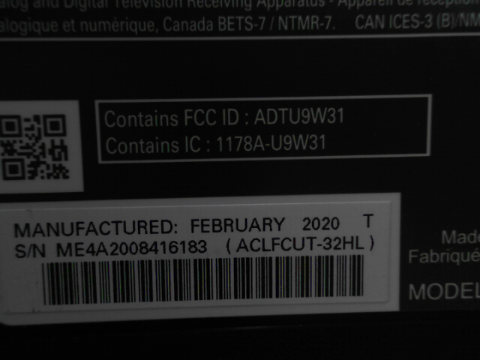 alog and Digital Television Receiving Apparatus - Appareil de réception
alogique et numérique, Canada BETS-7 / NTMR-7. CAN ICES-3 (B)/NM
Contains FCC ID : ADTU9W31
Contains IC : 1178A-U9W31
MANUFACTURED: FEBRUARY 2020 T
S/N ME4A2008416183 (ACLFCUT-32HL)
Made
Fabriqué
MODEL